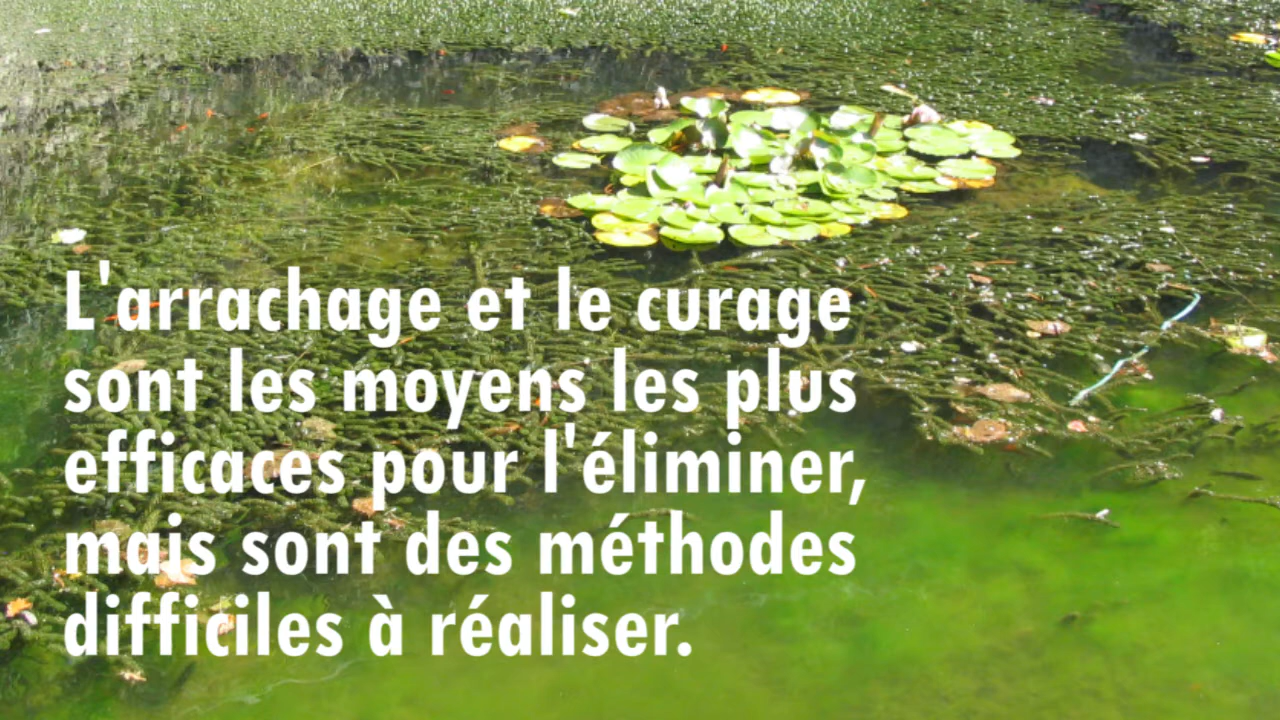 L'arrachage et le curage
sont les moyens les plus
efficaces pour l'éliminer,
mais sont des méthodes
difficiles à réaliser.